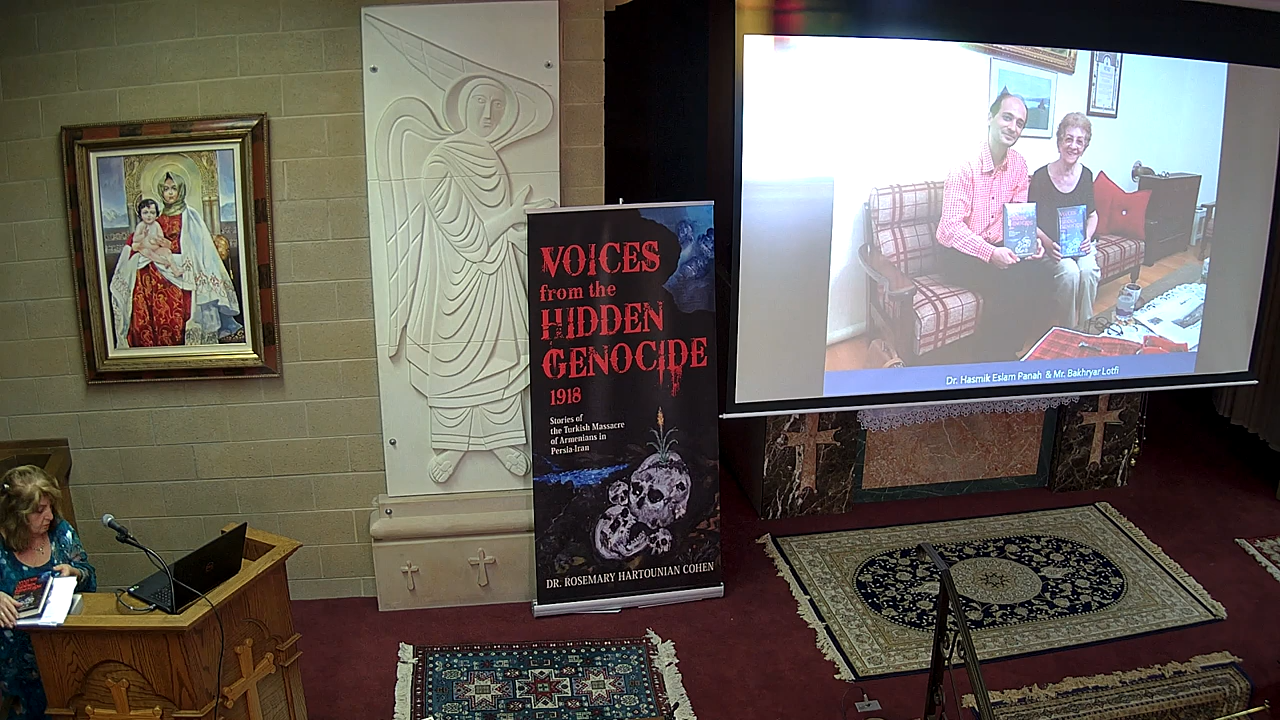 VOICES
from the
HIDDEN
GENOCIDE
1918
Stories of
the Turkish Massacre
of Armenians in
Persia-Iran
DR. ROSEMARY HARTOUNIAN COHEN
Dr. Hasmik Eslam Panah & Mr. Bakhryar Lotfi